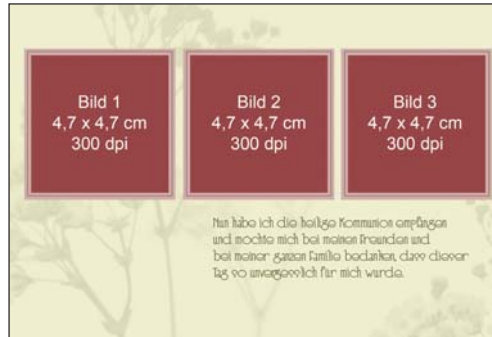 Bild 1
4,7 x 4,7 cm
300 dpi
Bild 2
4,7 x 4,7 cm
300 dpi
Bild 3
4,7 x 4,7 cm
300 dpi
Nun habe ich die heilige Kommunion empfangen
und möchte mich bei meinen Freunden und
bei meiner ganzen Familie bedanken, dass dieser
Tag so unvergesslich für mich wurde.